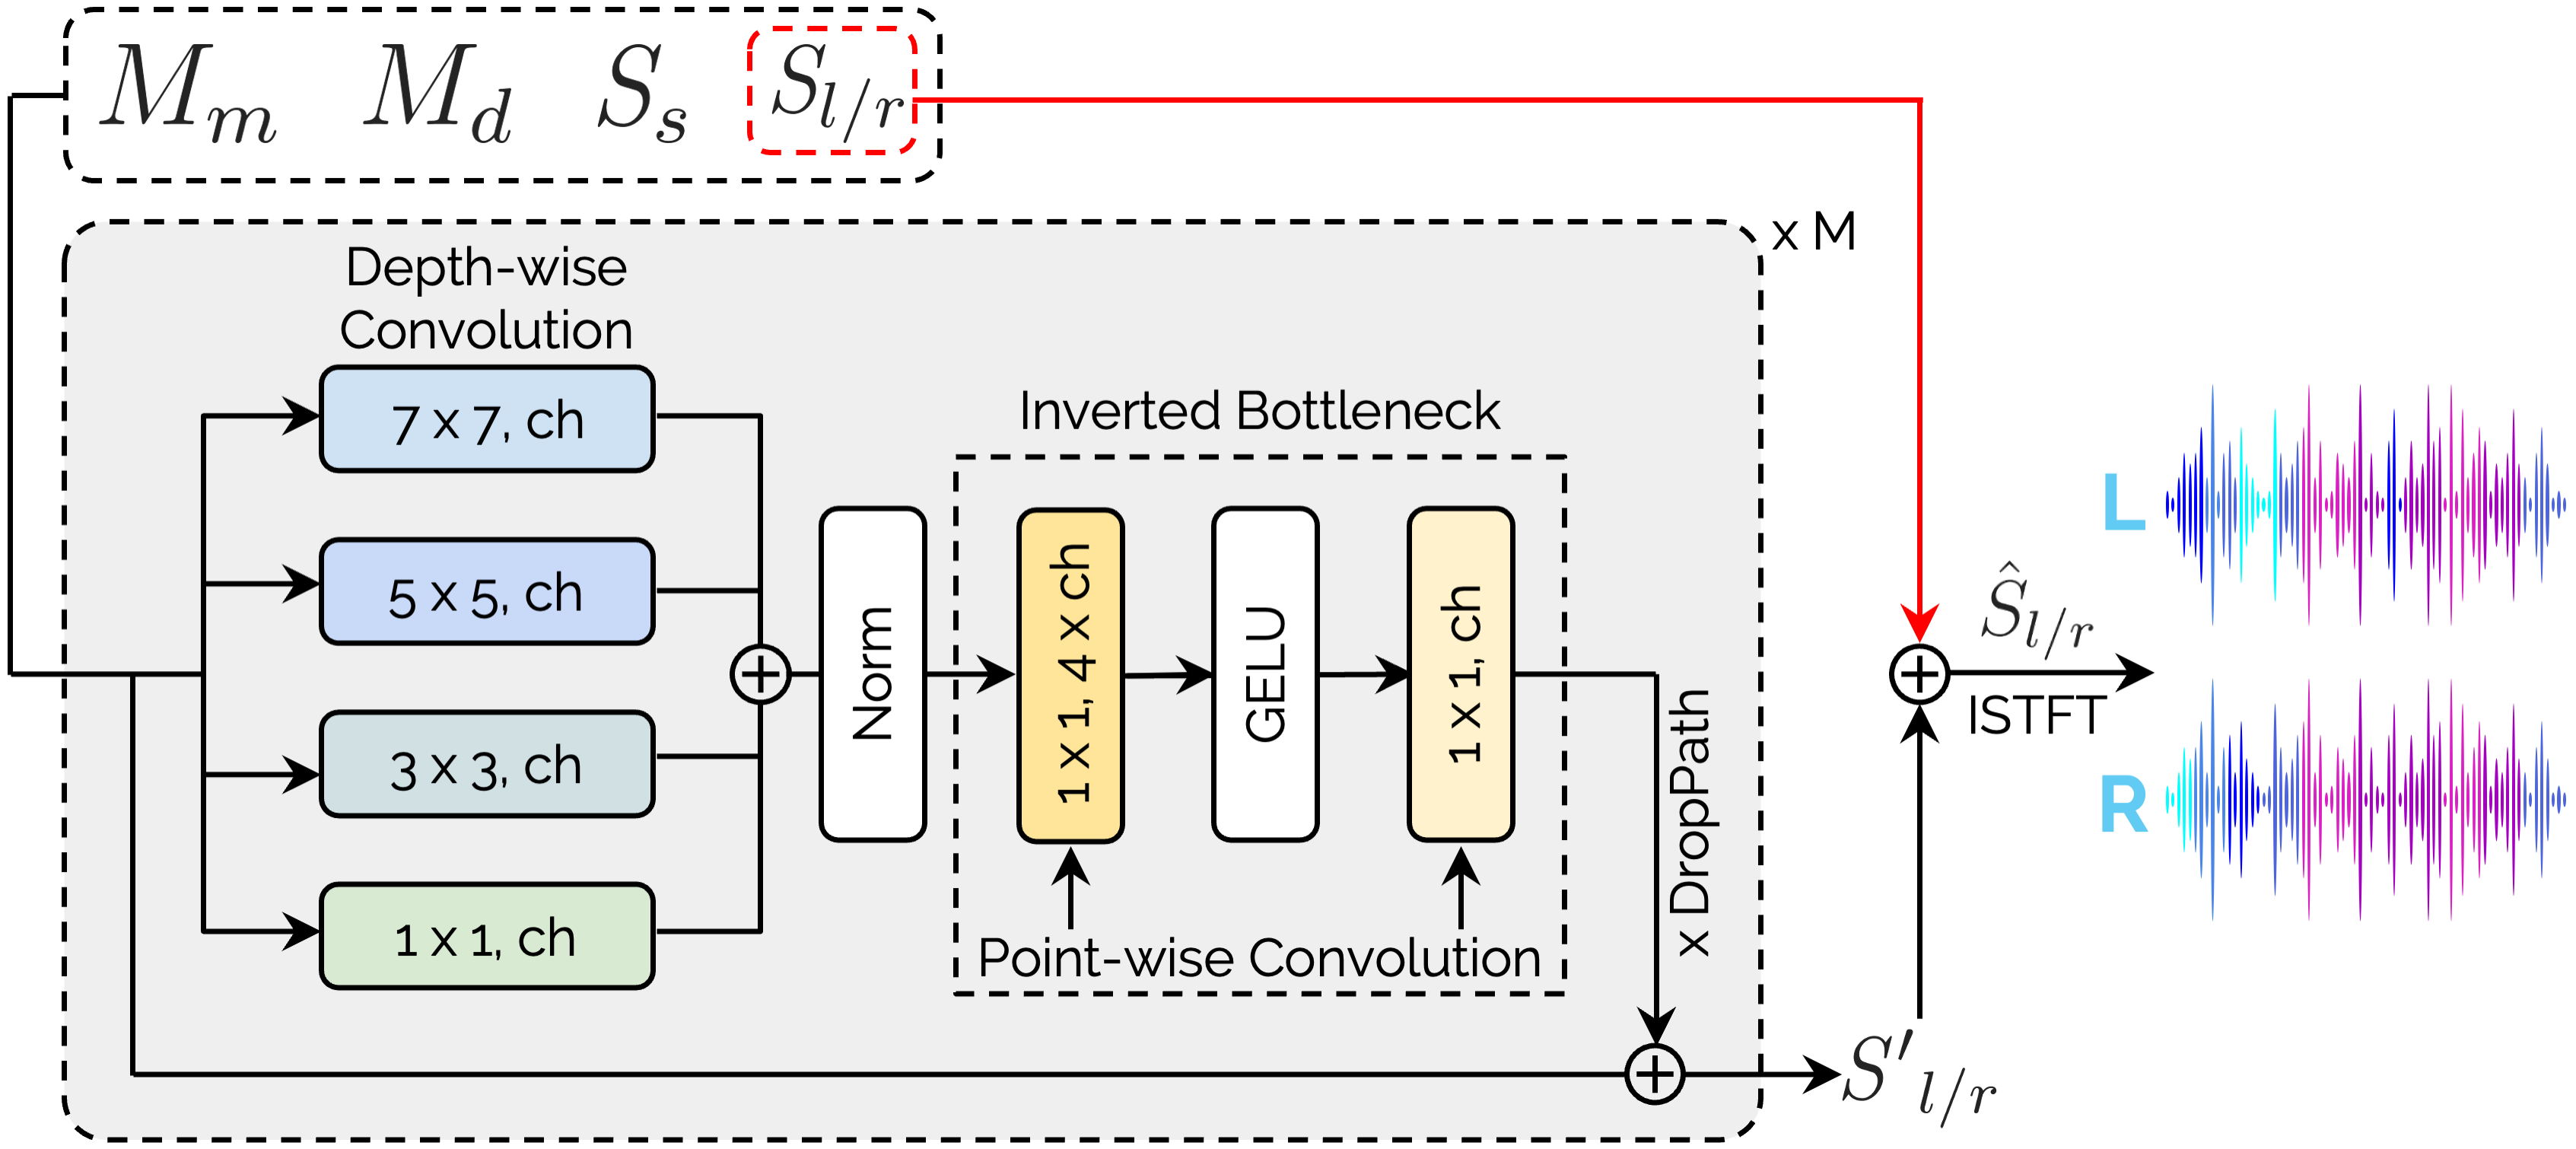 M_m M_d S_s S_{l/r}
x M
Depth-wise
Convolution
7 x 7, ch
5 x 5, ch
3 x 3, ch
1 x 1, ch
Norm
Inverted Bottleneck
1 x 1, 4 x ch
GELU
1 x 1, ch
Point-wise Convolution
x DropPath
S'_{l/r}
Ŝ_{l/r}
ISTFT
L
R